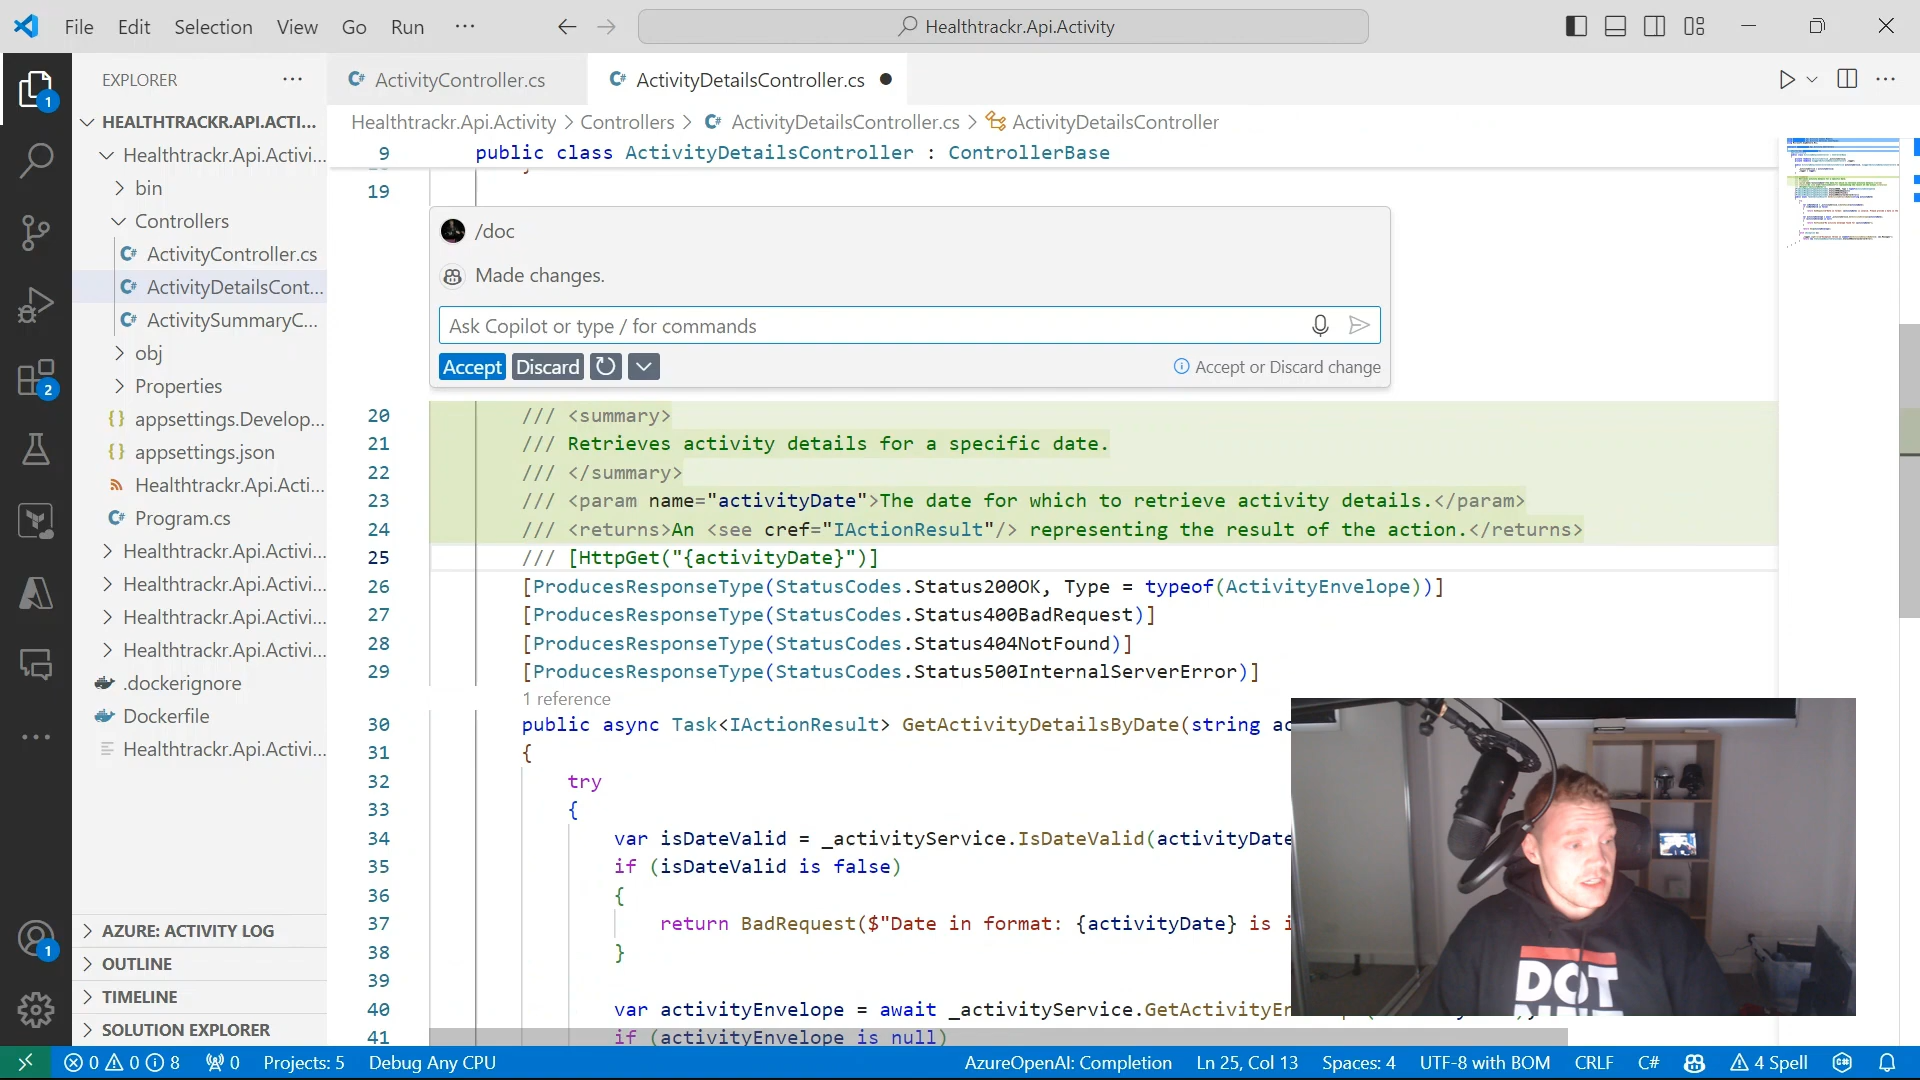 File Edit Selection View Go Run ···
Healthtrackr.Api.Activity
EXPLORER ···
ActivityController.cs
ActivityDetailsController.cs
Healthtrackr.Api.Activity > Controllers > ActivityDetailsController.cs > ActivityDetailsController
HEALTHTRACKR.API.ACTI...
Healthtrackr.Api.Activi...
bin
Controllers
ActivityController.cs
ActivityDetailsCont...
ActivitySummaryC...
obj
Properties
appsettings.Develop...
appsettings.json
Healthtrackr.Api.Acti...
Program.cs
Healthtrackr.Api.Activi...
Healthtrackr.Api.Activi...
Healthtrackr.Api.Activi...
Healthtrackr.Api.Activi...
.dockerignore
Dockerfile
Healthtrackr.Api.Activi...
AZURE: ACTIVITY LOG
OUTLINE
TIMELINE
SOLUTION EXPLORER
1
2
1
9 public class ActivityDetailsController : ControllerBase
19
/doc
Made changes.
Ask Copilot or type / for commands
Accept Discard
Accept or Discard change
20 /// <summary>
21 /// Retrieves activity details for a specific date.
22 /// </summary>
23 /// <param name="activityDate">The date for which to retrieve activity details.</param>
24 /// <returns>An <see cref="IActionResult"/> representing the result of the action.</returns>
25 /// [HttpGet("{activityDate}")]
26 [ProducesResponseType(StatusCodes.Status200OK, Type = typeof(ActivityEnvelope))]
27 [ProducesResponseType(StatusCodes.Status400BadRequest)]
28 [ProducesResponseType(StatusCodes.Status404NotFound)]
29 [ProducesResponseType(StatusCodes.Status500InternalServerError)]
1 reference
30 public async Task<IActionResult> GetActivityDetailsByDate(string ac
31 {
32 try
33 {
34 var isDateValid = _activityService.IsDateValid(activityDate
35 if (isDateValid is false)
36 {
37 return BadRequest($"Date in format: {activityDate} is i
38 }
39
40 var activityEnvelope = await _activityService.GetActivityEn
41 if (activityEnvelope is null)
DOT
0 0 8 0 Projects: 5 Debug Any CPU AzureOpenAI: Completion Ln 25, Col 13 Spaces: 4 UTF-8 with BOM CRLF C# 4 Spell